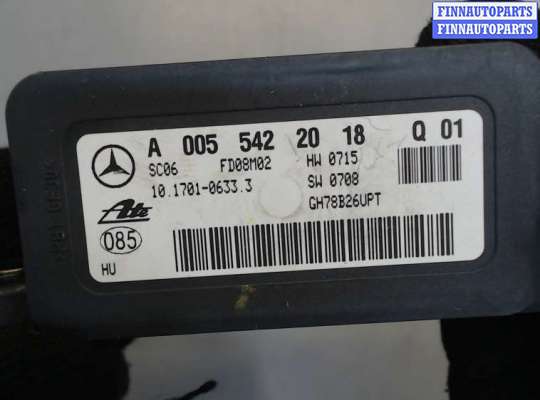 FINNAUTOPARTS
FINNAUTOPARTS
A 005 542 20 18 Q 01
SC06 FD08M02 HW 0715
10.1701-0633.3 SW 0708
Ate GH78B26UPT
085
HU